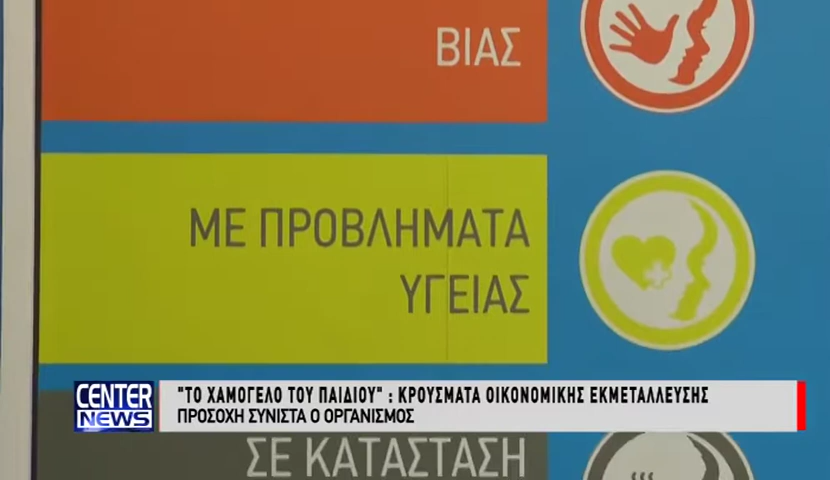 ΒΙΑΣ
ΜΕ ΠΡΟΒΛΗΜΑΤΑ
ΥΓΕΙΑΣ
CENTER
NEWS
"ΤΟ ΧΑΜΟΓΕΛΟ ΤΟΥ ΠΑΙΔΙΟΥ" : ΚΡΟΥΣΜΑΤΑ ΟΙΚΟΝΟΜΙΚΗΣ ΕΚΜΕΤΑΛΛΕΥΣΗΣ
ΠΡΟΣΟΧΗ ΣΥΝΙΣΤΑ Ο ΟΡΓΑΝΙΣΜΟΣ
ΣΕ ΚΑΤΑΣΤΑΣΗ